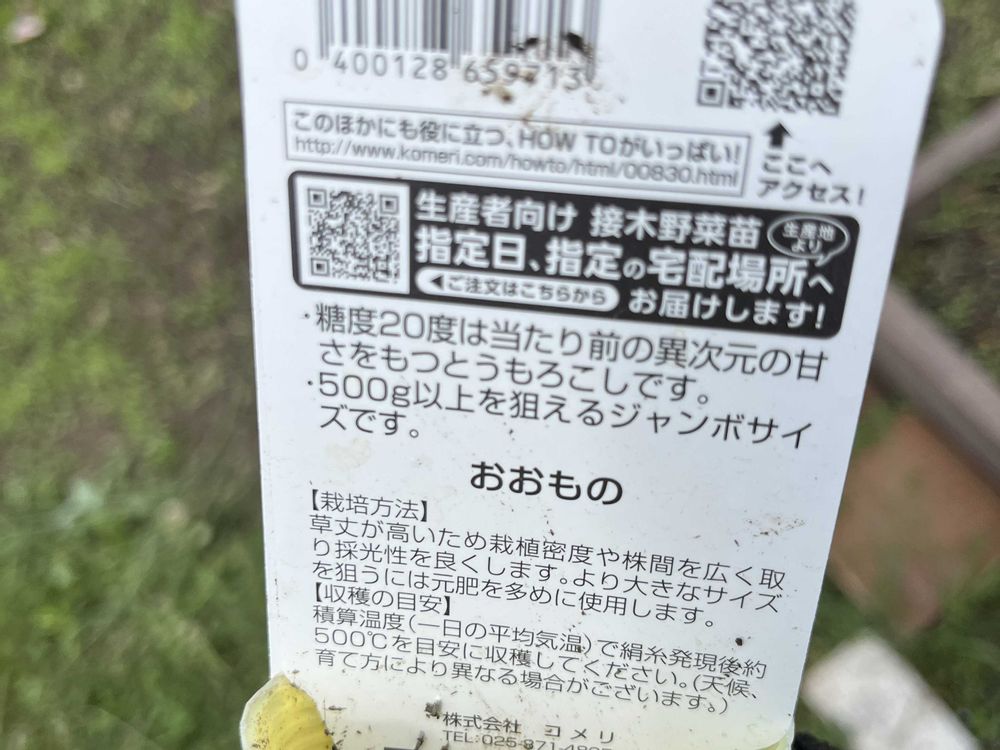 0 400128 659713
このほかにも役に立つ、HOW TOがいっぱい!
http://www.komeri.com/howto/html/00830.html
ここへ
アクセス!
生産者向け 接木野菜苗
生産地
より
指定日、指定の宅配場所へ
◀ご注文はこちらから
お届けします!
・糖度20度は当たり前の異次元の甘
さをもつとうもろこしです。
・500g以上を狙えるジャンボサイ
ズです。
おおもの
【栽培方法】
草丈が高いため栽植密度や株間を広く取
り採光性を良くします。より大きなサイズ
を狙うには元肥を多めに使用します。
【収穫の目安】
積算温度(一日の平均気温)で絹糸発現後約
500℃を目安に収穫してください。(天候、
育て方により異なる場合がございます。)
株式会社 コメリ
TEL:025-371-